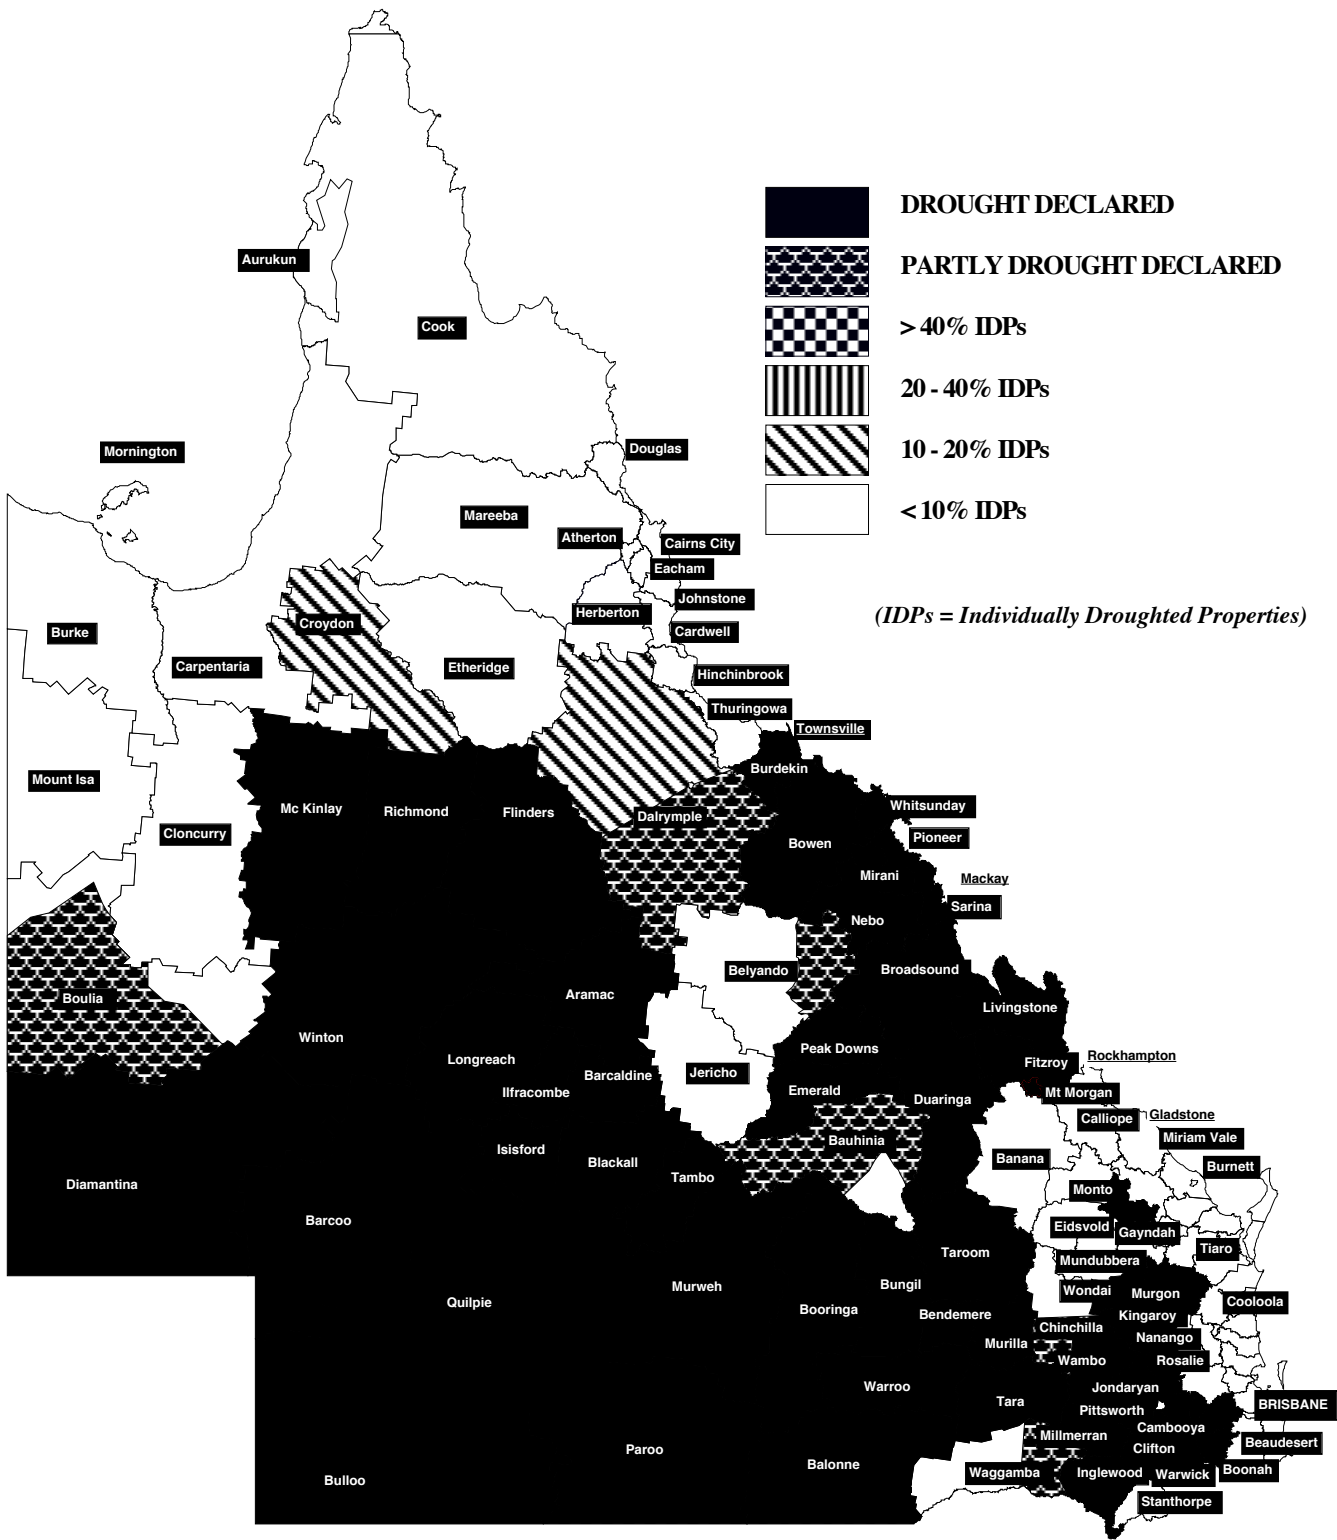 DROUGHT DECLARED
PARTLY DROUGHT DECLARED
> 40% IDPs
20 - 40% IDPs
10 - 20% IDPs
< 10% IDPs
(IDPs = Individually Droughted Properties)
Aurukun
Cook
Mornington
Douglas
Mareeba
Atherton
Cairns City
Eacham
Johnstone
Herberton
Croydon
Burke
Cardwell
Carpentaria
Etheridge
Hinchinbrook
Thuringowa
Townsville
Burdekin
Mount Isa
Mc Kinlay
Richmond
Flinders
Dalrymple
Whitsunday
Cloncurry
Pioneer
Bowen
Mirani
Mackay
Sarina
Nebo
Belyando
Broadsound
Boulia
Aramac
Livingstone
Winton
Peak Downs
Longreach
Rockhampton
Fitzroy
Barcaldine
Jericho
Ilfracombe
Emerald
Duaringa
Mt Morgan
Calliope
Gladstone
Isisford
Bauhinia
Miriam Vale
Blackall
Banana
Burnett
Tambo
Diamantina
Monto
Barcoo
Eidsvold
Gayndah
Taroom
Tiaro
Mundubbera
Murweh
Bungil
Wondai
Murgon
Quilpie
Booringa
Bendemere
Kingaroy
Cooloola
Chinchilla
Murilla
Nanango
Wambo
Rosalie
Warroo
Jondaryan
Tara
Pittsworth
BRISBANE
Cambooya
Millmerran
Paroo
Clifton
Beaudesert
Balonne
Waggamba
Inglewood
Warwick
Boonah
Bulloo
Stanthorpe